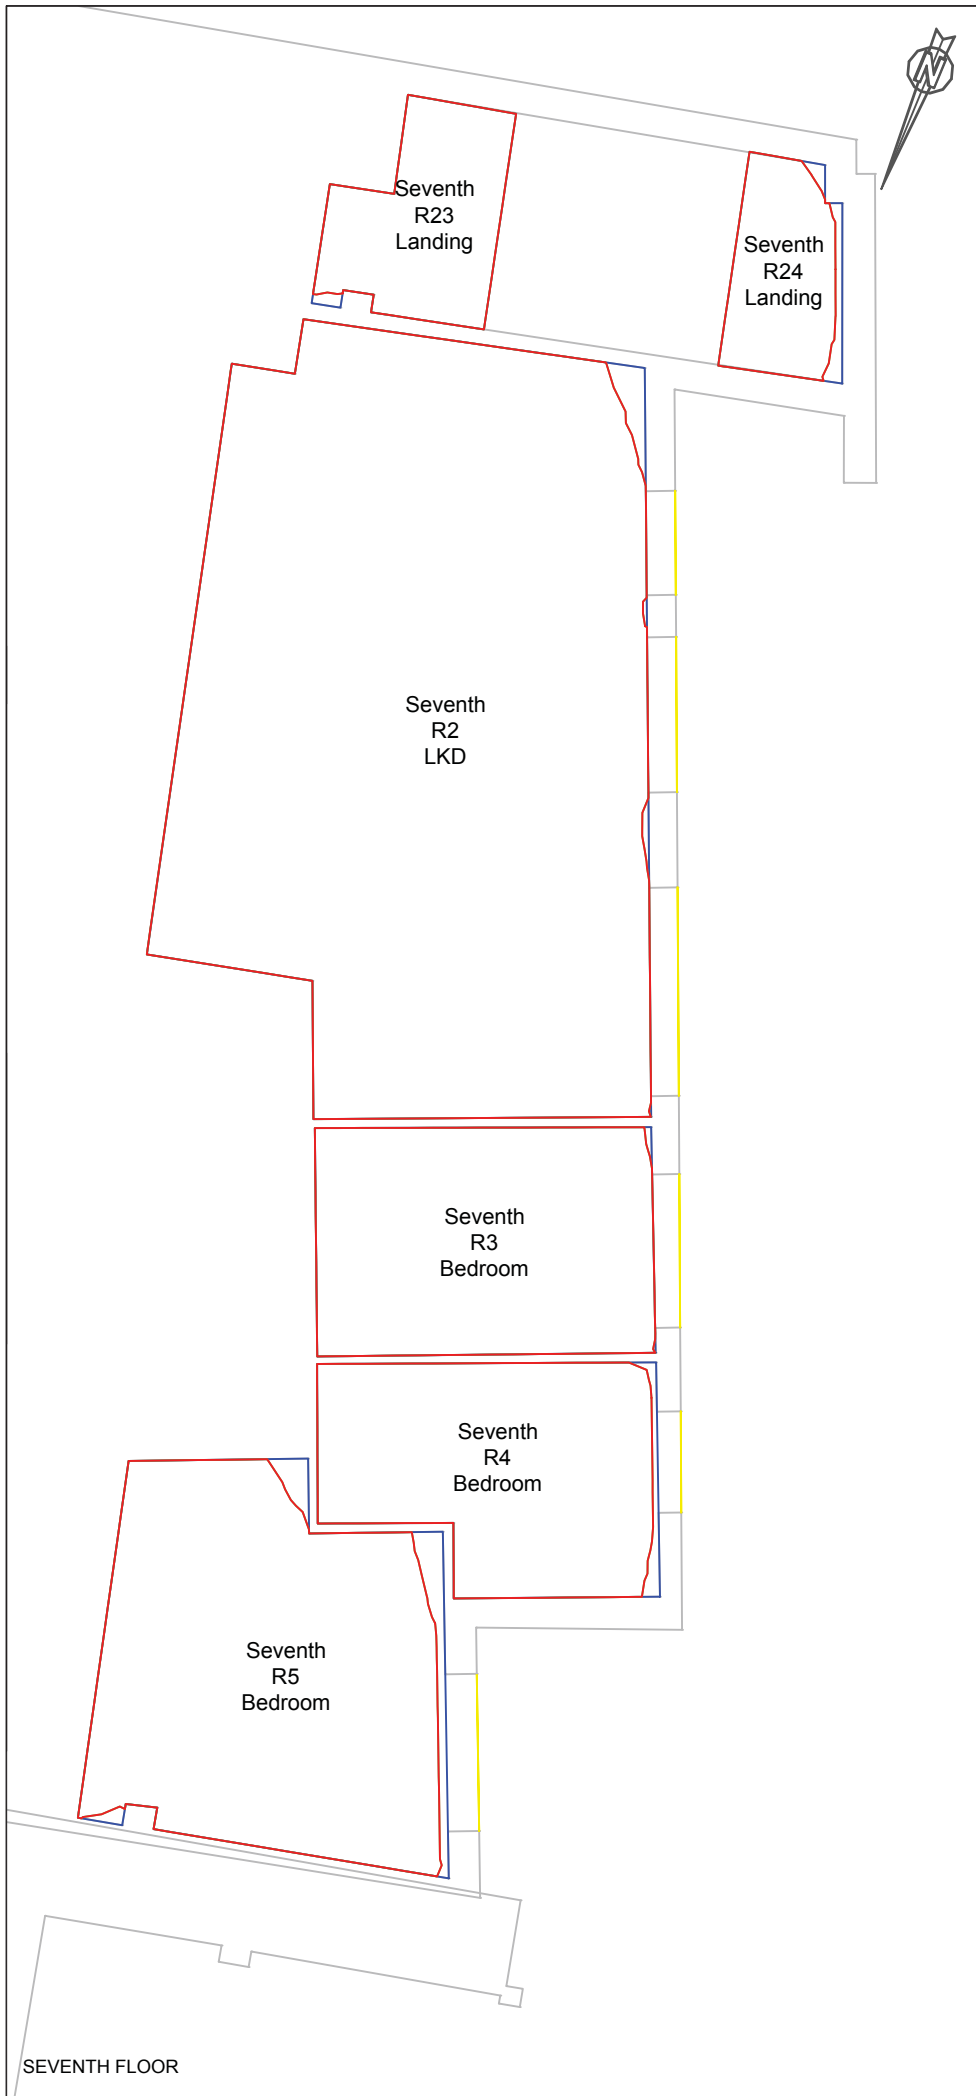 N
Seventh
R23
Landing
Seventh
R24
Landing
Seventh
R2
LKD
Seventh
R3
Bedroom
Seventh
R4
Bedroom
Seventh
R5
Bedroom
SEVENTH FLOOR